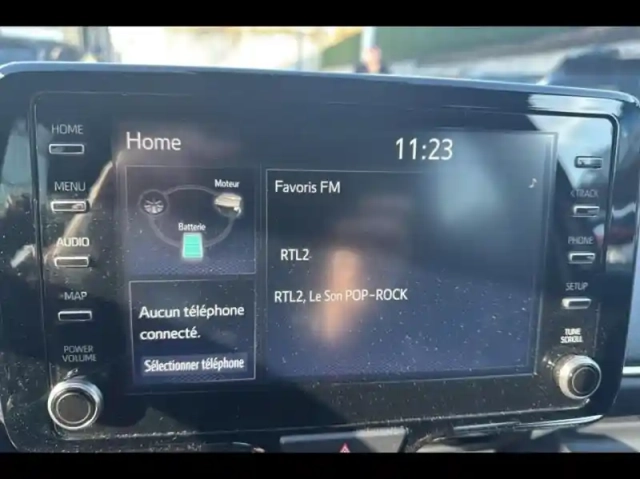 HOME
MENU
AUDIO
MAP
POWER
VOLUME
Home
11:23
Moteur
Batterie
Aucun téléphone
connecté.
Sélectionner téléphone
Favoris FM
RTL2
RTL2, Le Son POP-ROCK
TRACK
PHONE
SETUP
TUNE
SCROLL